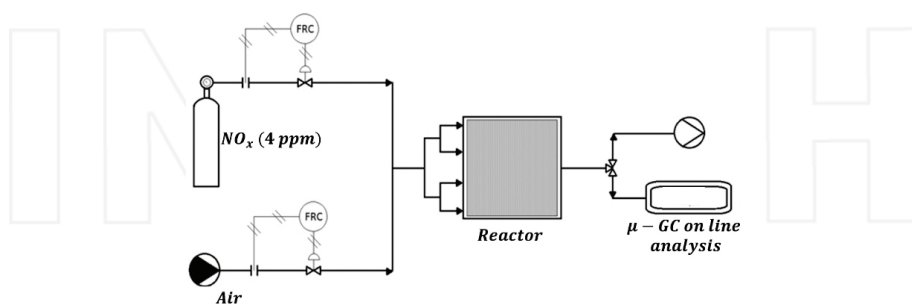 FRC
NOx (4 ppm)
FRC
Reactor
μ − GC on line
analysis
Air